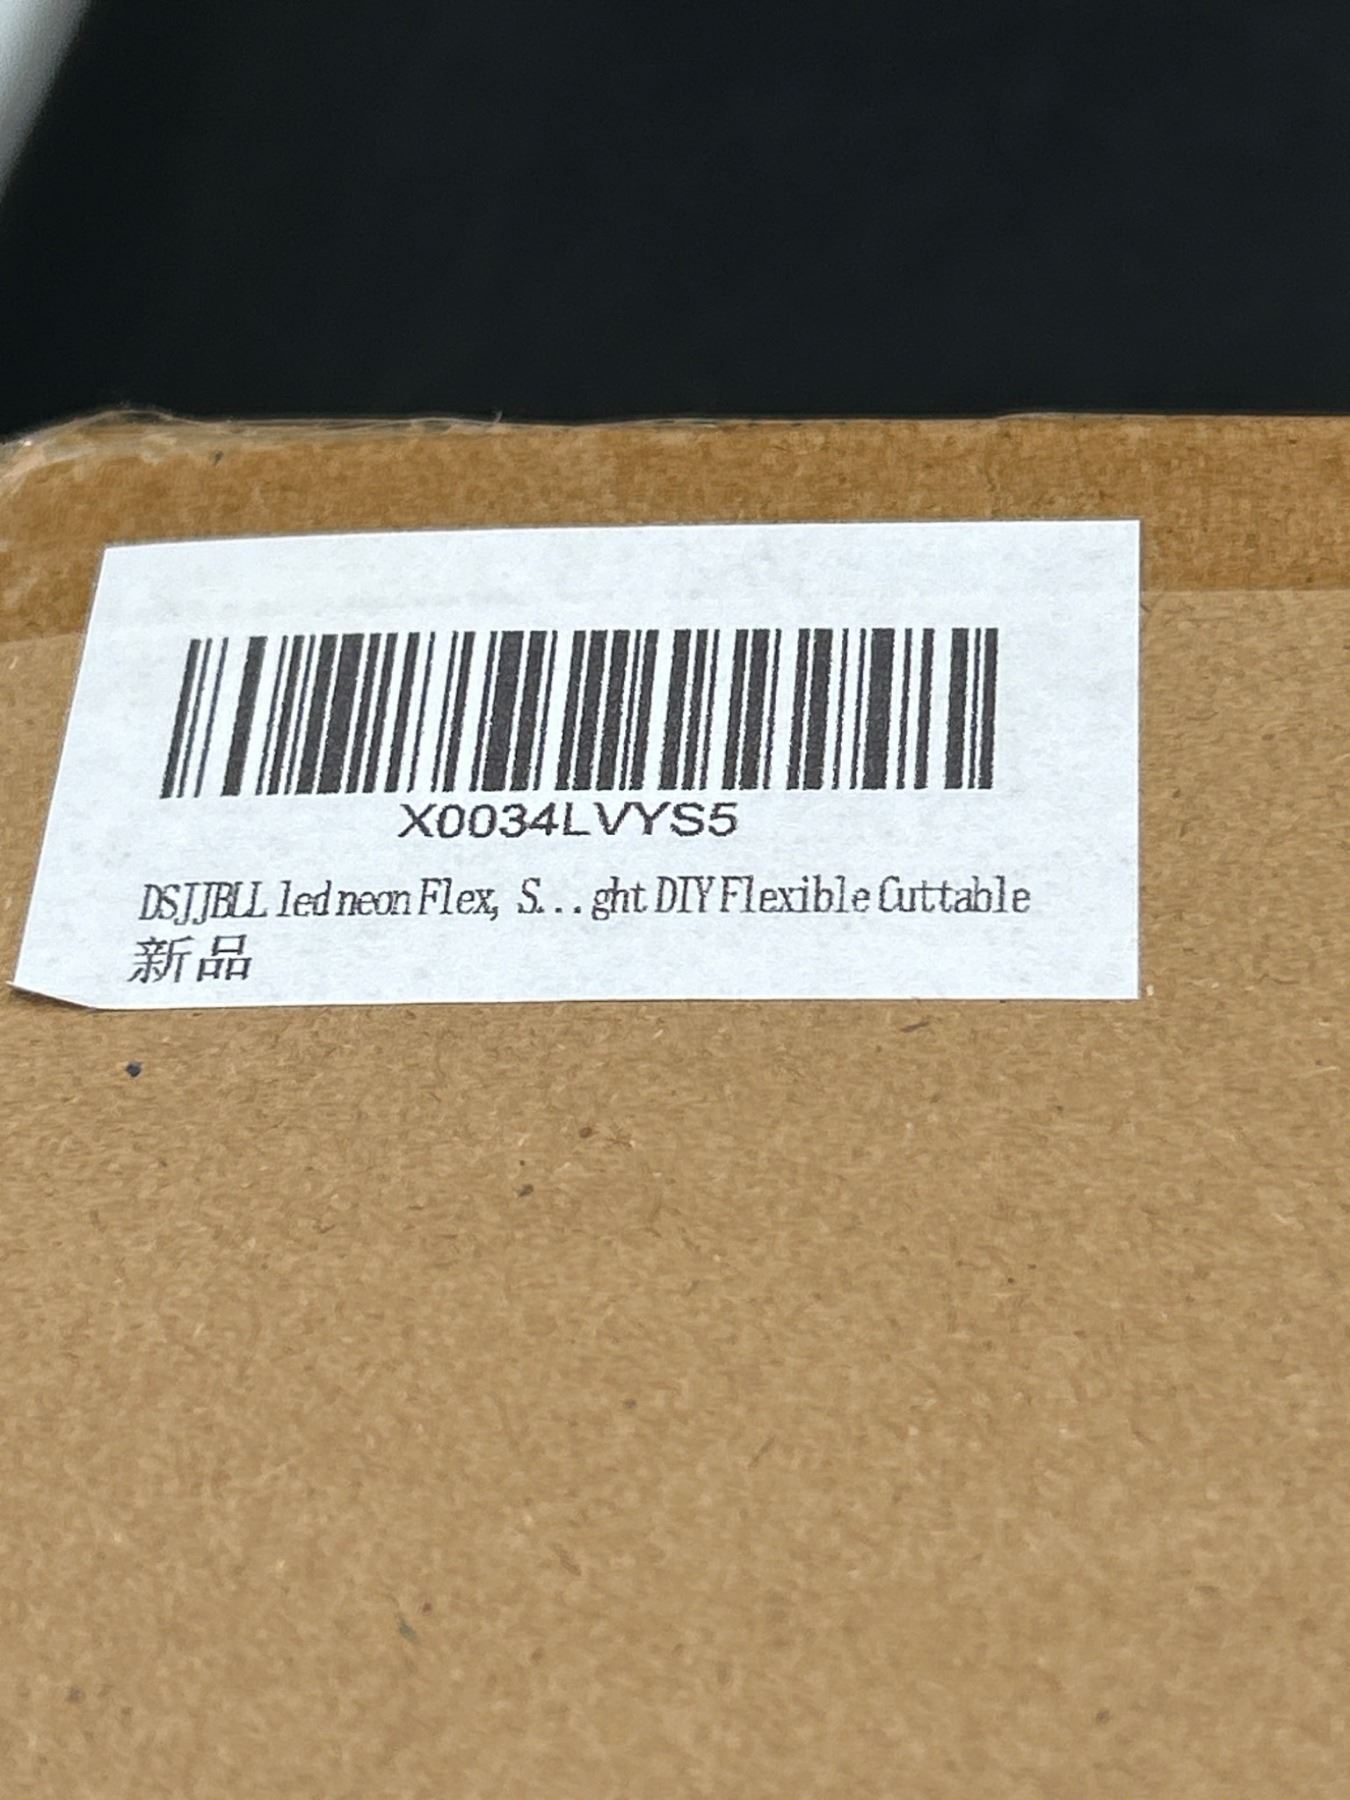 X0034LVYS5
DSJJBLL led neon Flex, S...ght DIY Flexible Cuttable
新品